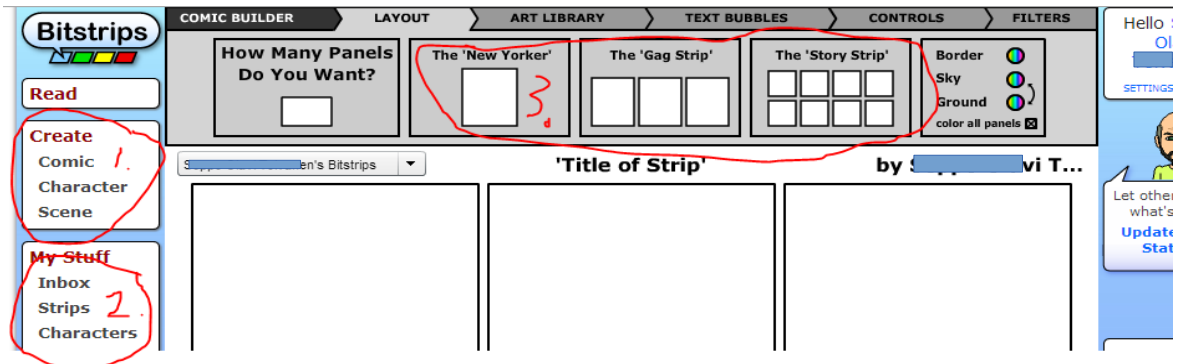 Bitstrips
Read
Create
Comic
Character
Scene
1.
My Stuff
Inbox
Strips
Characters
2.
COMIC BUILDER LAYOUT ART LIBRARY TEXT BUBBLES CONTROLS FILTERS
How Many Panels
Do You Want?
The 'New Yorker'
3.
The 'Gag Strip'
The 'Story Strip'
Border
Sky
Ground
color all panels
en's Bitstrips
'Title of Strip'
by S vi T...
Hello
Ol
SETTINGS
Let other
what's
Update
Stat